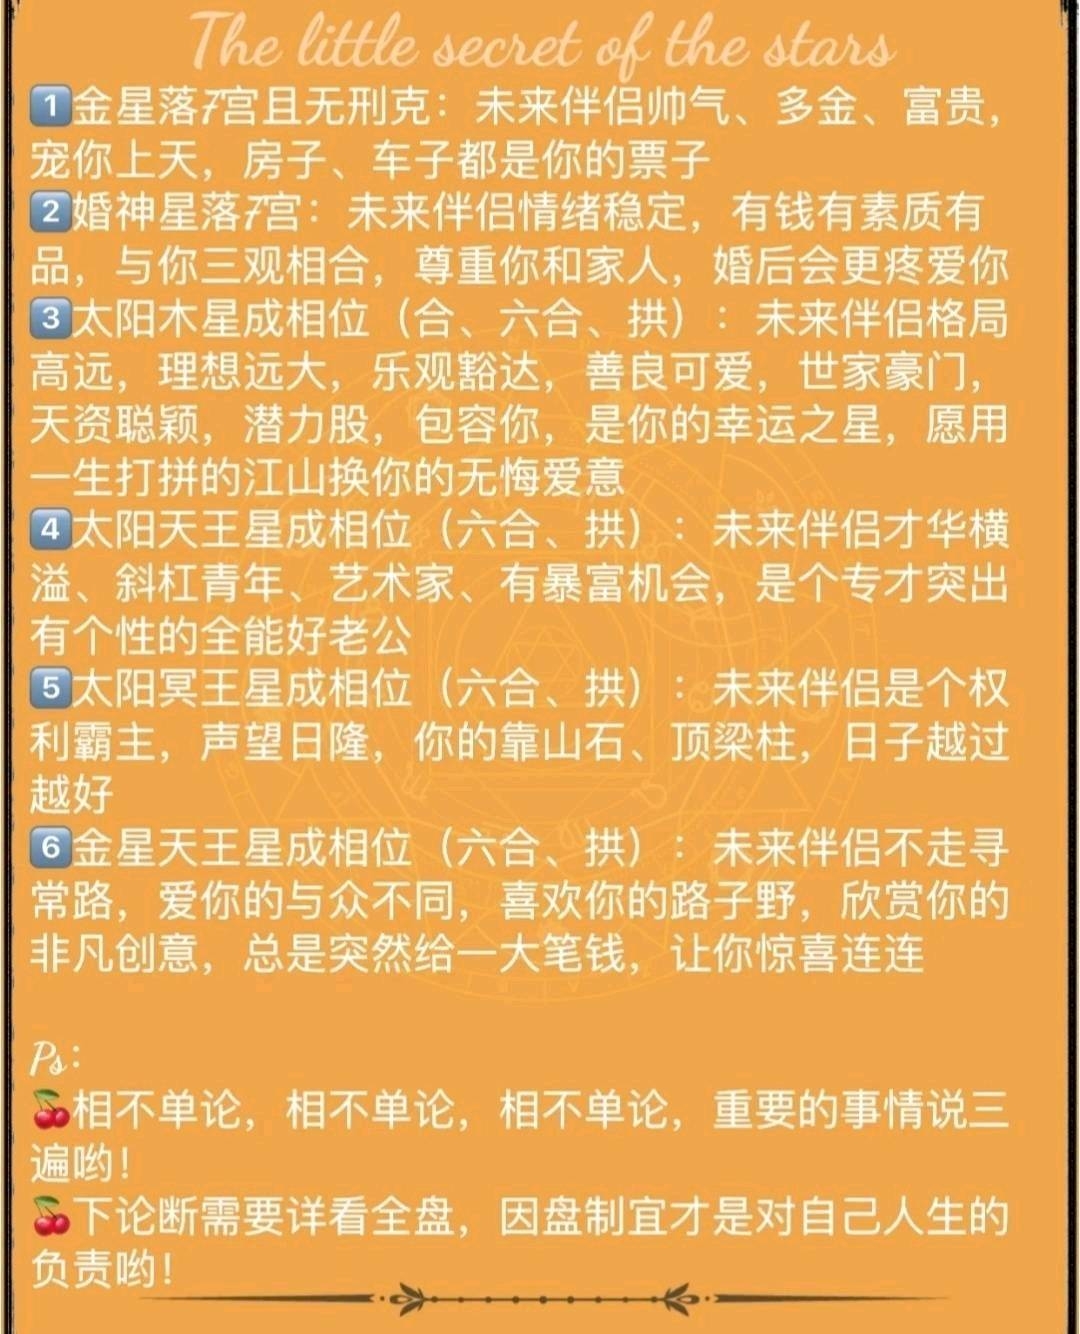 The little secret of the stars
1金星落7宫且无刑克：未来伴侣帅气、多金、富贵，
宠你上天，房子、车子都是你的票子
2婚神星落7宫：未来伴侣情绪稳定，有钱有素质有
品，与你三观相合，尊重你和家人，婚后会更疼爱你
3太阳木星成相位（合、六合、拱）：未来伴侣格局
高远，理想远大，乐观豁达，善良可爱，世家豪门，
天资聪颖，潜力股，包容你，是你的幸运之星，愿用
一生打拼的江山换你的无悔爱意
4太阳天王星成相位（六合、拱）：未来伴侣才华横
溢、斜杠青年、艺术家、有暴富机会，是个专才突出
有个性的全能好老公
5太阳冥王星成相位（六合、拱）：未来伴侣是个权
利霸主，声望日隆，你的靠山石、顶梁柱，日子越过
越好
6金星天王星成相位（六合、拱）：未来伴侣不走寻
常路，爱你的与众不同，喜欢你的路子野，欣赏你的
非凡创意，总是突然给一大笔钱，让你惊喜连连
Ps：
🍒相不单论，相不单论，相不单论，重要的事情说三
遍哟！
🍒下论断需要详看全盘，因盘制宜才是对自己人生的
负责哟！